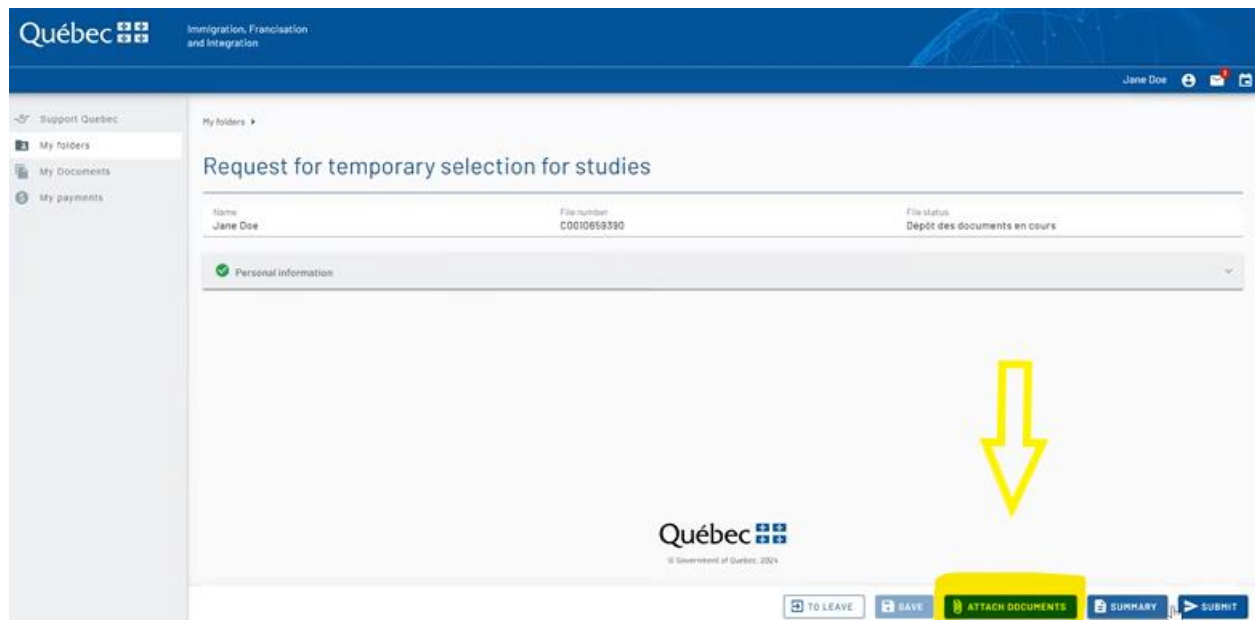 Québec
Immigration, Francisation
and Integration
Jane Doe
Support Quebec
My folders
My Documents
My payments
My folders
Request for temporary selection for studies
Name
Jane Doe
File number
C0010659390
File status
Dépôt des documents en cours
Personal information
Québec
© Government of Quebec, 2024
TO LEAVE
SAVE
ATTACH DOCUMENTS
SUMMARY
SUBMIT